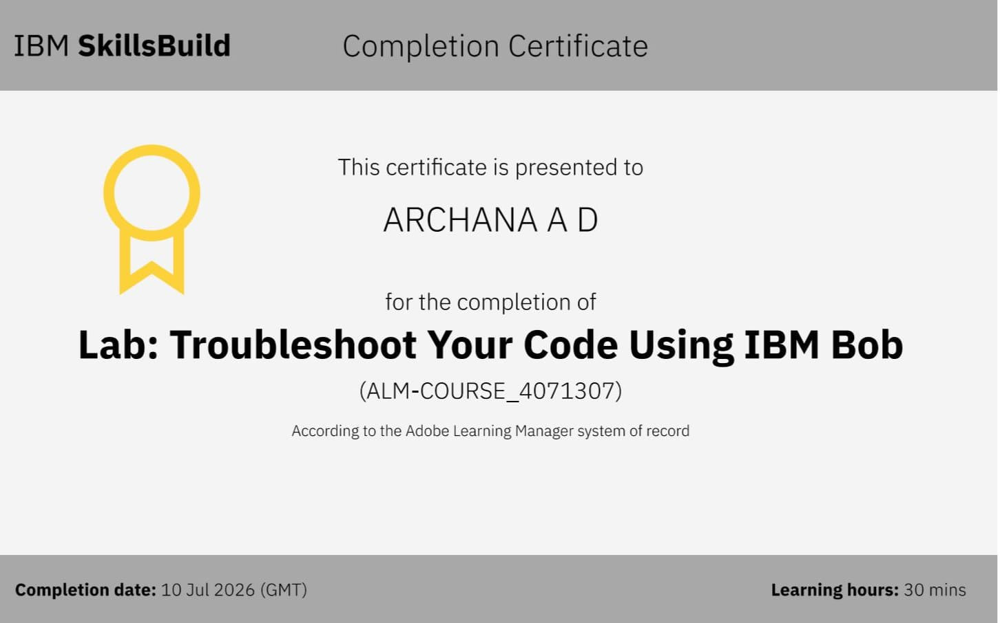 IBM SkillsBuild
Completion Certificate
This certificate is presented to
ARCHANA A D
for the completion of
Lab: Troubleshoot Your Code Using IBM Bob
(ALM-COURSE_4071307)
According to the Adobe Learning Manager system of record
Completion date: 10 Jul 2026 (GMT)
Learning hours: 30 mins